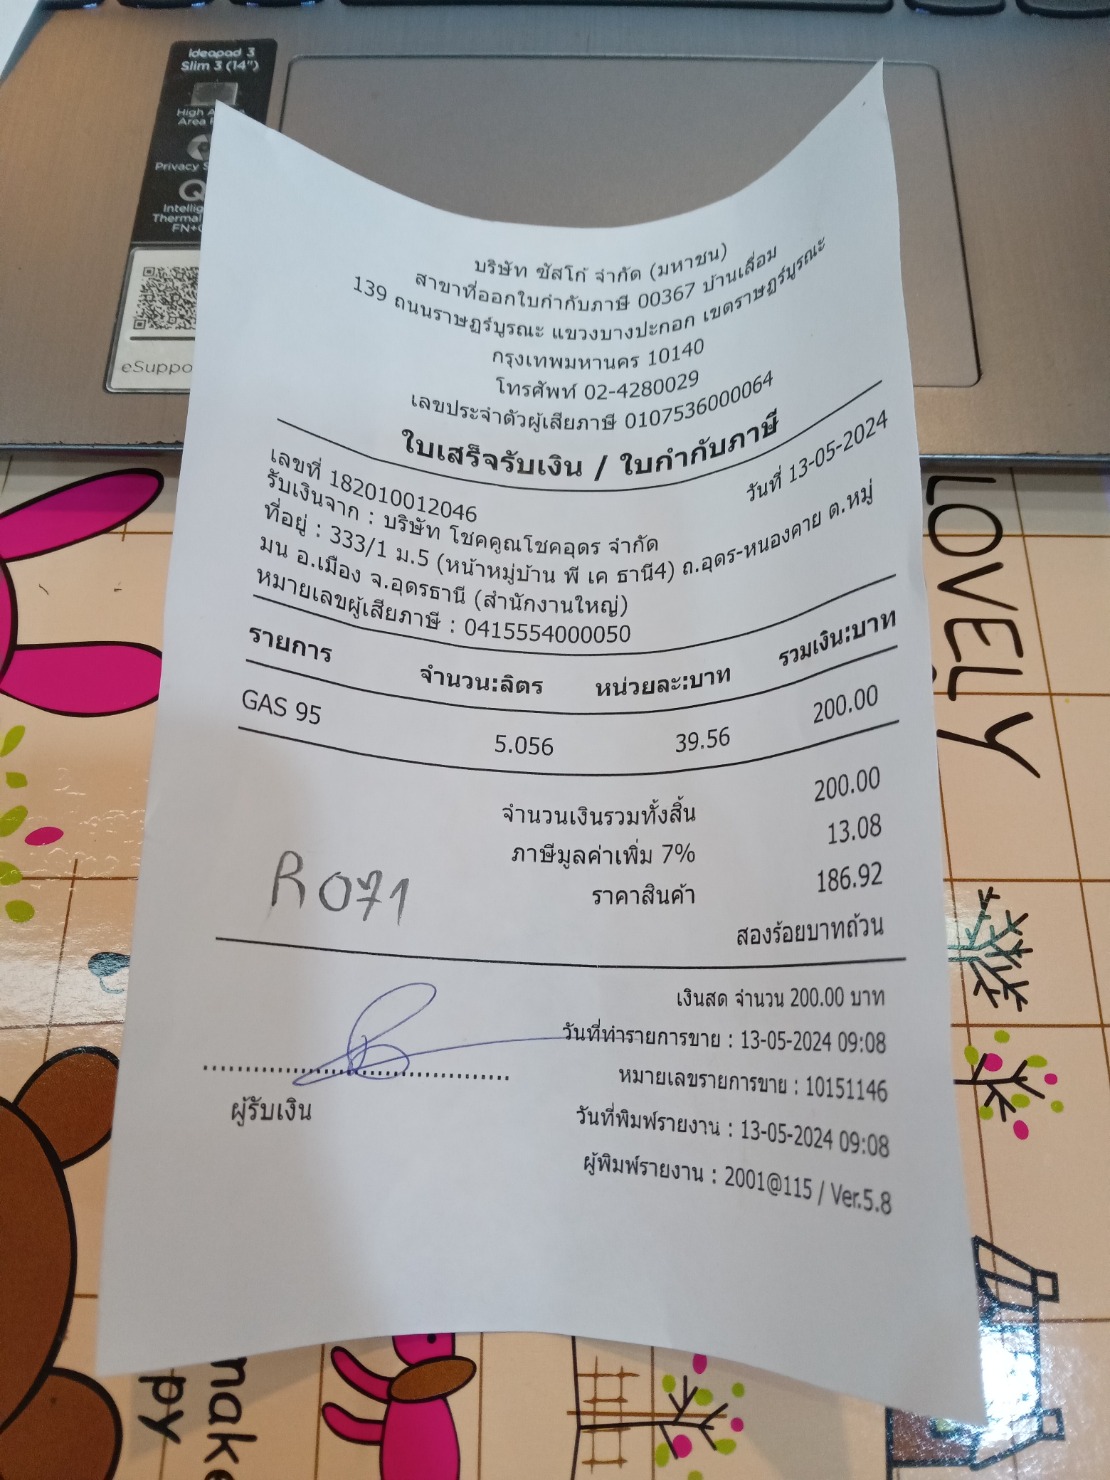 ideapad 3
Slim 3 (14")
High
Area
Privacy
Thermal
eSuppo
บริษัท ซัสโก้ จำกัด (มหาชน)
สาขาที่ออกใบกำกับภาษี 00367 บ้านเลื่อม
139 ถนนราษฎร์บูรณะ แขวงบางปะกอก เขตราษฎร์บูรณะ
กรุงเทพมหานคร 10140
โทรศัพท์ 02-4280029
เลขประจำตัวผู้เสียภาษี 0107536000064
ใบเสร็จรับเงิน / ใบกำกับภาษี
เลขที่ 182010012046 วันที่ 13-05-2024
รับเงินจาก : บริษัท โชคคูณโชคอุดร จำกัด
ที่อยู่ : 333/1 ม.5 (หน้าหมู่บ้าน พี เค ธานี4) ถ.อุดร-หนองคาย ต.หมู
มน อ.เมือง จ.อุดรธานี (สำนักงานใหญ่)
หมายเลขผู้เสียภาษี : 0415554000050
รายการ จำนวน:ลิตร หน่วยละ:บาท รวมเงิน:บาท
GAS 95 5.056 39.56 200.00
จำนวนเงินรวมทั้งสิ้น 200.00
ภาษีมูลค่าเพิ่ม 7% 13.08
ราคาสินค้า 186.92
R071
สองร้อยบาทถ้วน
เงินสด จำนวน 200.00 บาท
วันที่ทำรายการขาย : 13-05-2024 09:08
หมายเลขรายการขาย : 10151146
ผู้รับเงิน
วันที่พิมพ์รายงาน : 13-05-2024 09:08
ผู้พิมพ์รายงาน : 2001@115 / Ver.5.8
LOVELY
make